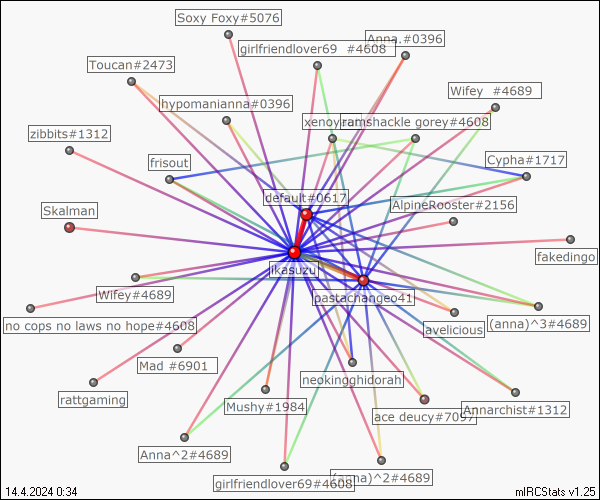 Soxy Foxy#5076
girlfriendlover69 #4608
Anna.#0396
Toucan#2473
Wifey #4689
hypomanianna#0396
ramshackle gorey#4608
zibbits#1312
frisout
Cypha#1717
default#0617
AlpineRooster#2156
Skalman
fakedingo
ikasuzu
Wifey#4689
pastachangeo41
no cops no laws no hope#4608
avelicious
(anna)^3#4689
Mad #6901
neokingghidorah
rattgaming
Mushy#1984
ace deucy#7097
Annarchist#1312
Anna^2#4689
girlfriendlover69#4608
(anna)^2#4689
14.4.2024 0:34
mIRCStats v1.25